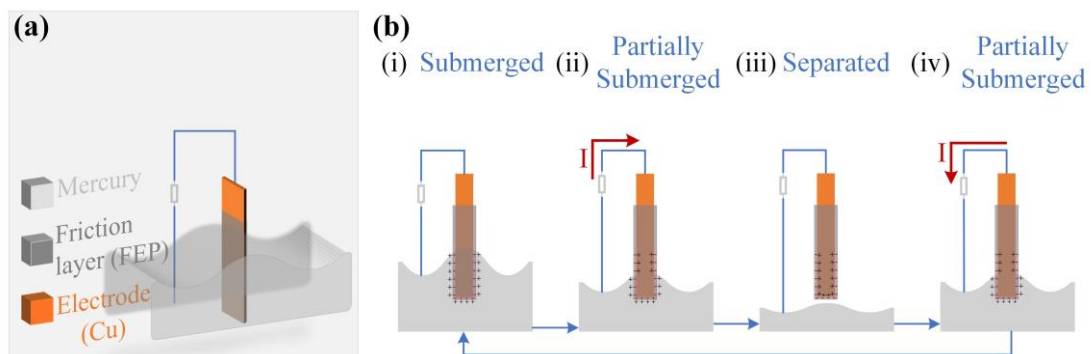 (a)
Mercury
Friction
layer (FEP)
Electrode
(Cu)
(b)
(i) Submerged
(ii) Partially
Submerged
(iii) Separated
(iv) Partially
Submerged
I
I